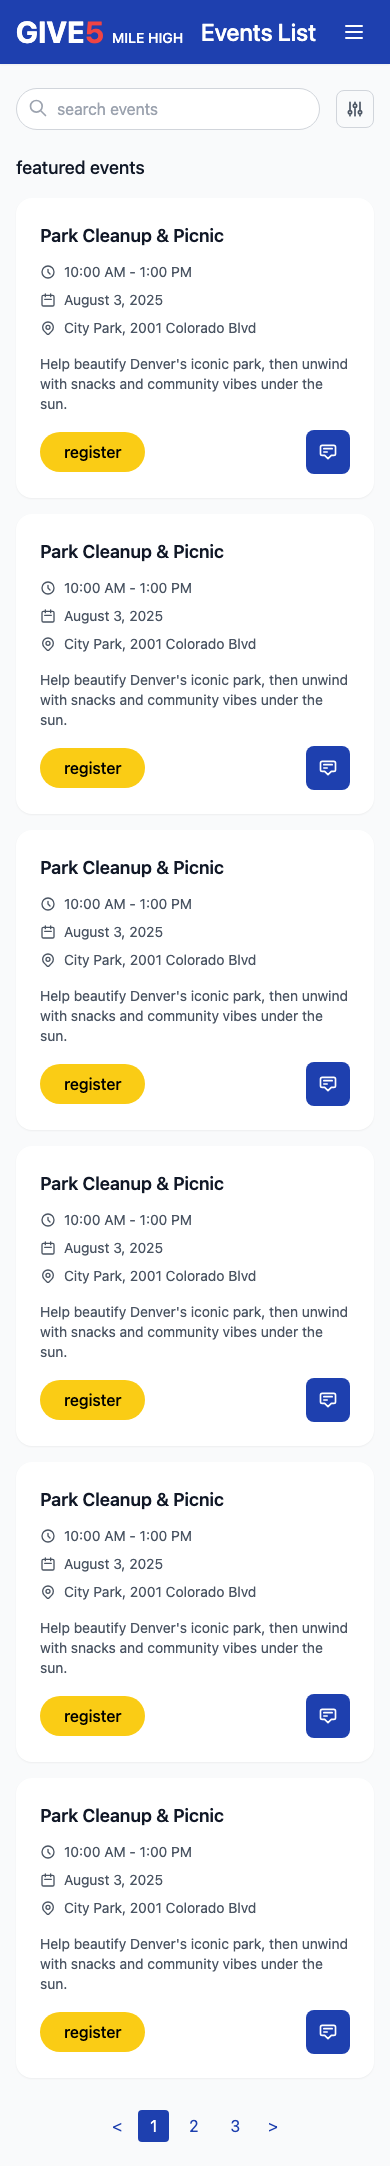 GIVE5 MILE HIGH Events List
search events
featured events
Park Cleanup & Picnic
10:00 AM - 1:00 PM
August 3, 2025
City Park, 2001 Colorado Blvd
Help beautify Denver's iconic park, then unwind
with snacks and community vibes under the
sun.
register
Park Cleanup & Picnic
10:00 AM - 1:00 PM
August 3, 2025
City Park, 2001 Colorado Blvd
Help beautify Denver's iconic park, then unwind
with snacks and community vibes under the
sun.
register
Park Cleanup & Picnic
10:00 AM - 1:00 PM
August 3, 2025
City Park, 2001 Colorado Blvd
Help beautify Denver's iconic park, then unwind
with snacks and community vibes under the
sun.
register
Park Cleanup & Picnic
10:00 AM - 1:00 PM
August 3, 2025
City Park, 2001 Colorado Blvd
Help beautify Denver's iconic park, then unwind
with snacks and community vibes under the
sun.
register
Park Cleanup & Picnic
10:00 AM - 1:00 PM
August 3, 2025
City Park, 2001 Colorado Blvd
Help beautify Denver's iconic park, then unwind
with snacks and community vibes under the
sun.
register
Park Cleanup & Picnic
10:00 AM - 1:00 PM
August 3, 2025
City Park, 2001 Colorado Blvd
Help beautify Denver's iconic park, then unwind
with snacks and community vibes under the
sun.
register
< 1 2 3 >